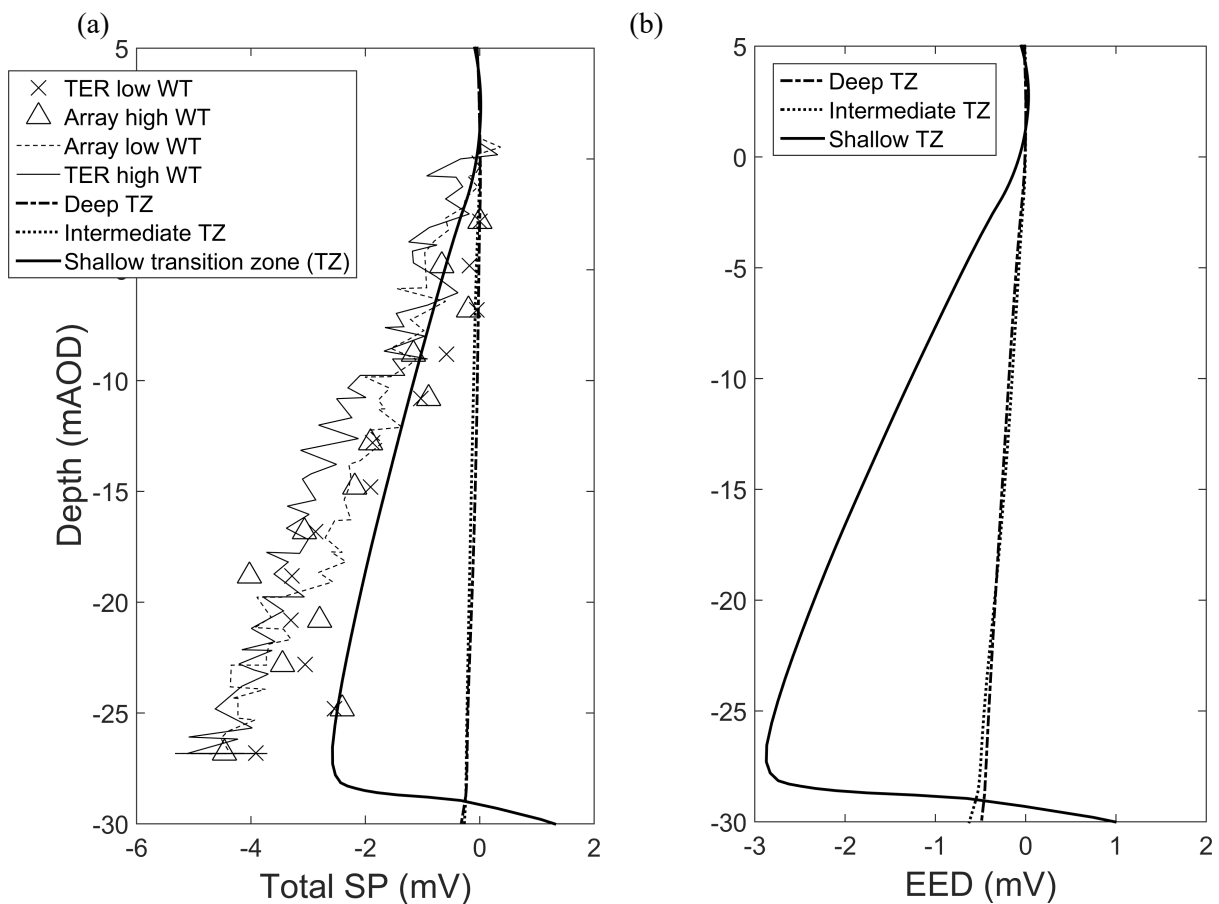 (a)
5
TER low WT
Array high WT
Array low WT
TER high WT
Deep TZ
Intermediate TZ
Shallow transition zone (TZ)
-10
-15
-20
-25
-30
Depth (mAOD)
-6 -4 -2 0 2
Total SP (mV)
(b)
5
Deep TZ
Intermediate TZ
Shallow TZ
0
-5
-10
-15
-20
-25
-30
-3 -2 -1 0 1 2
EED (mV)